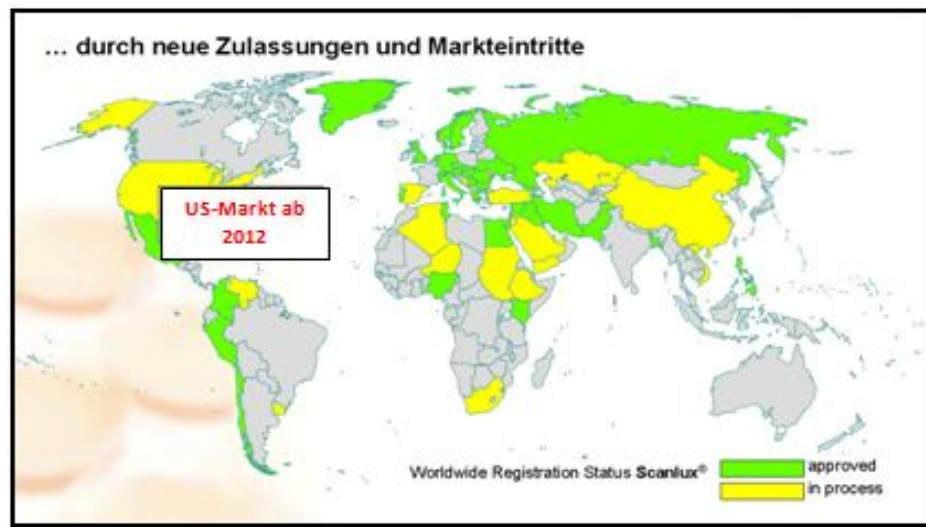 ... durch neue Zulassungen und Markteintritte
US-Markt ab
2012
Worldwide Registration Status Scanlux®
approved
in process